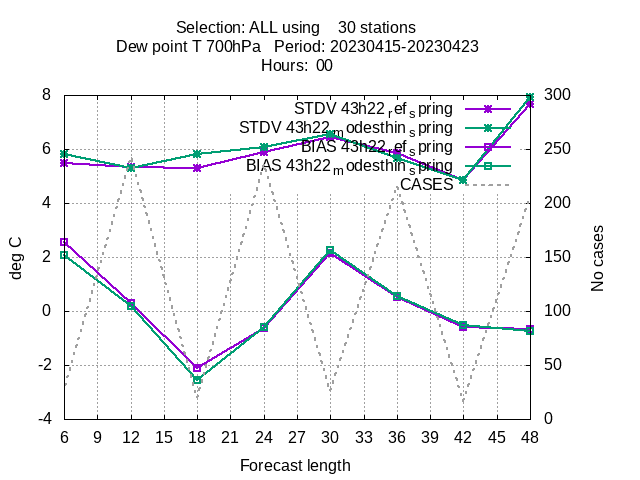 Selection: ALL using 30 stations
Dew point T 700hPa Period: 20230415-20230423
Hours: 00
STDV 43h22_ref_spring
STDV 43h22_modesthin_spring
BIAS 43h22_ref_spring
BIAS 43h22_modesthin_spring
CASES
8
6
4
2
0
-2
-4
deg C
300
250
200
150
100
50
0
No cases
6 9 12 15 18 21 24 27 30 33 36 39 42 45 48
Forecast length